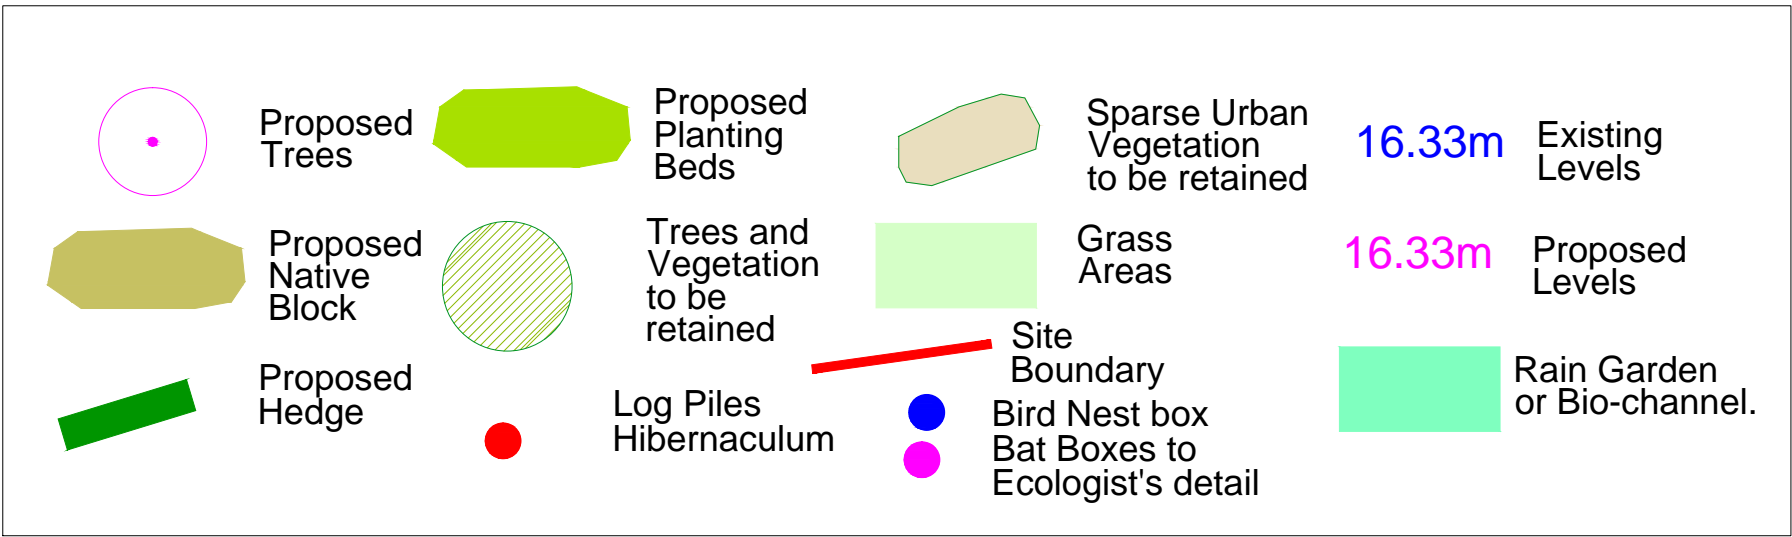 Proposed
Trees
Proposed
Planting
Beds
Sparse Urban
Vegetation
to be retained
16.33m
Existing
Levels
Proposed
Native
Block
Trees and
Vegetation
to be
retained
Grass
Areas
16.33m
Proposed
Levels
Proposed
Hedge
Log Piles
Hibernaculum
Site
Boundary
Bird Nest box
Bat Boxes to
Ecologist's detail
Rain Garden
or Bio-channel.